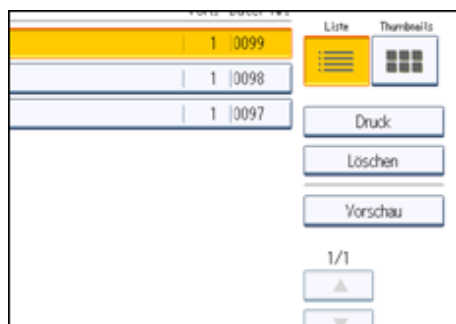 Liste Thumbnails
1 0099
1 0098
1 0097
Druck
Löschen
Vorschau
1/1